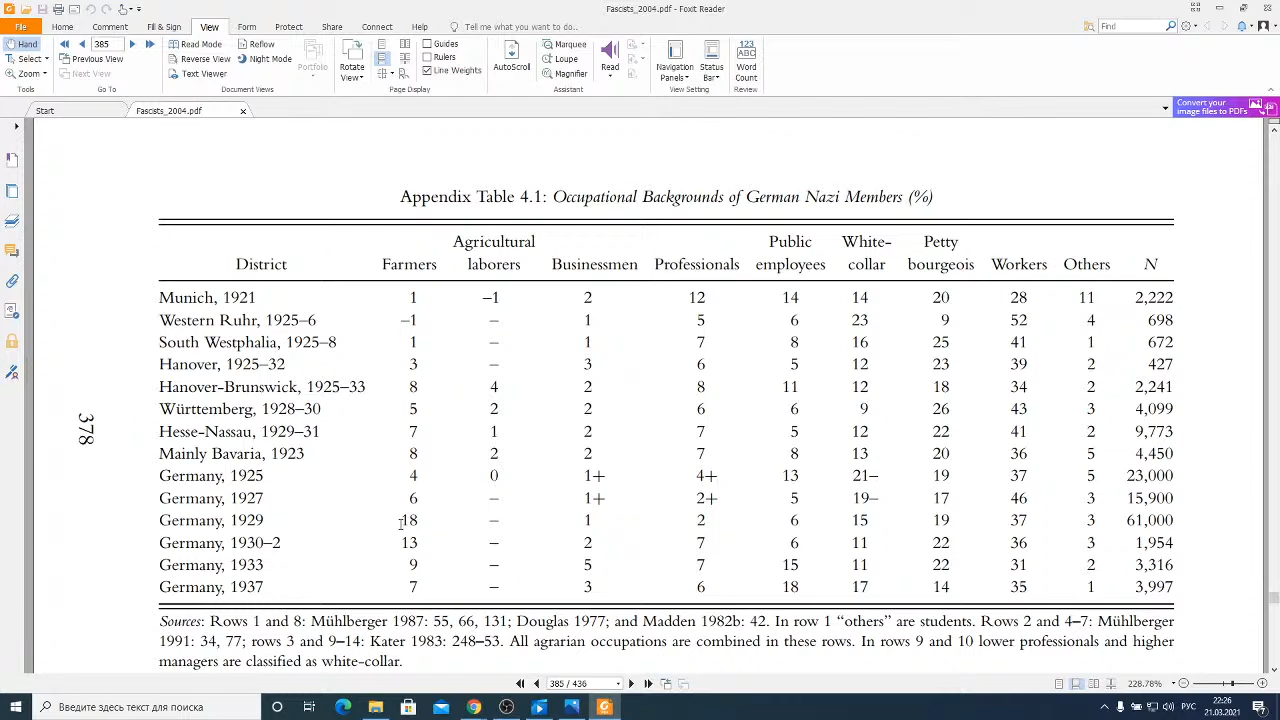 Fascists_2004.pdf - Foxit Reader
File Home Comment Fill & Sign View Form Protect Share Connect Help Tell me what you want to do.. Find
Hand 385 Read Mode Reflow Guides Marquee
Select Previous View Reverse View Night Mode Portfolio Rotate View Rulers AutoScroll Loupe Read Navigation Panels Status Bar Word Count
Zoom Next View Text Viewer Line Weights Magnifier
Tools Go To Document Views Page Display Assistant View Setting Review
Start Fascists_2004.pdf Convert your image files to PDFs
Appendix Table 4.1: Occupational Backgrounds of German Nazi Members (%)
Agricultural Public White- Petty
District Farmers laborers Businessmen Professionals employees collar bourgeois Workers Others N
Munich, 1921 1 –1 2 12 14 14 20 28 11 2,222
Western Ruhr, 1925–6 –1 – 1 5 6 23 9 52 4 698
South Westphalia, 1925–8 1 – 1 7 8 16 25 41 1 672
Hanover, 1925–32 3 – 3 6 5 12 23 39 2 427
Hanover-Brunswick, 1925–33 8 4 2 8 11 12 18 34 2 2,241
Württemberg, 1928–30 5 2 2 6 6 9 26 43 3 4,099
Hesse-Nassau, 1929–31 7 1 2 7 5 12 22 41 2 9,773
Mainly Bavaria, 1923 8 2 2 7 8 13 20 36 5 4,450
Germany, 1925 4 0 1+ 4+ 13 21– 19 37 5 23,000
Germany, 1927 6 – 1+ 2+ 5 19– 17 46 3 15,900
Germany, 1929 18 – 1 2 6 15 19 37 3 61,000
Germany, 1930–2 13 – 2 7 6 11 22 36 3 1,954
Germany, 1933 9 – 5 7 15 11 22 31 2 3,316
Germany, 1937 7 – 3 6 18 17 14 35 1 3,997
378
Sources: Rows 1 and 8: Mühlberger 1987: 55, 66, 131; Douglas 1977; and Madden 1982b: 42. In row 1 “others” are students. Rows 2 and 4–7: Mühlberger
1991: 34, 77; rows 3 and 9–14: Kater 1983: 248–53. All agrarian occupations are combined in these rows. In rows 9 and 10 lower professionals and higher
managers are classified as white-collar.
385 / 436 228.78%
Введите здесь текст для поиска РУС 22:26
21.03.2021